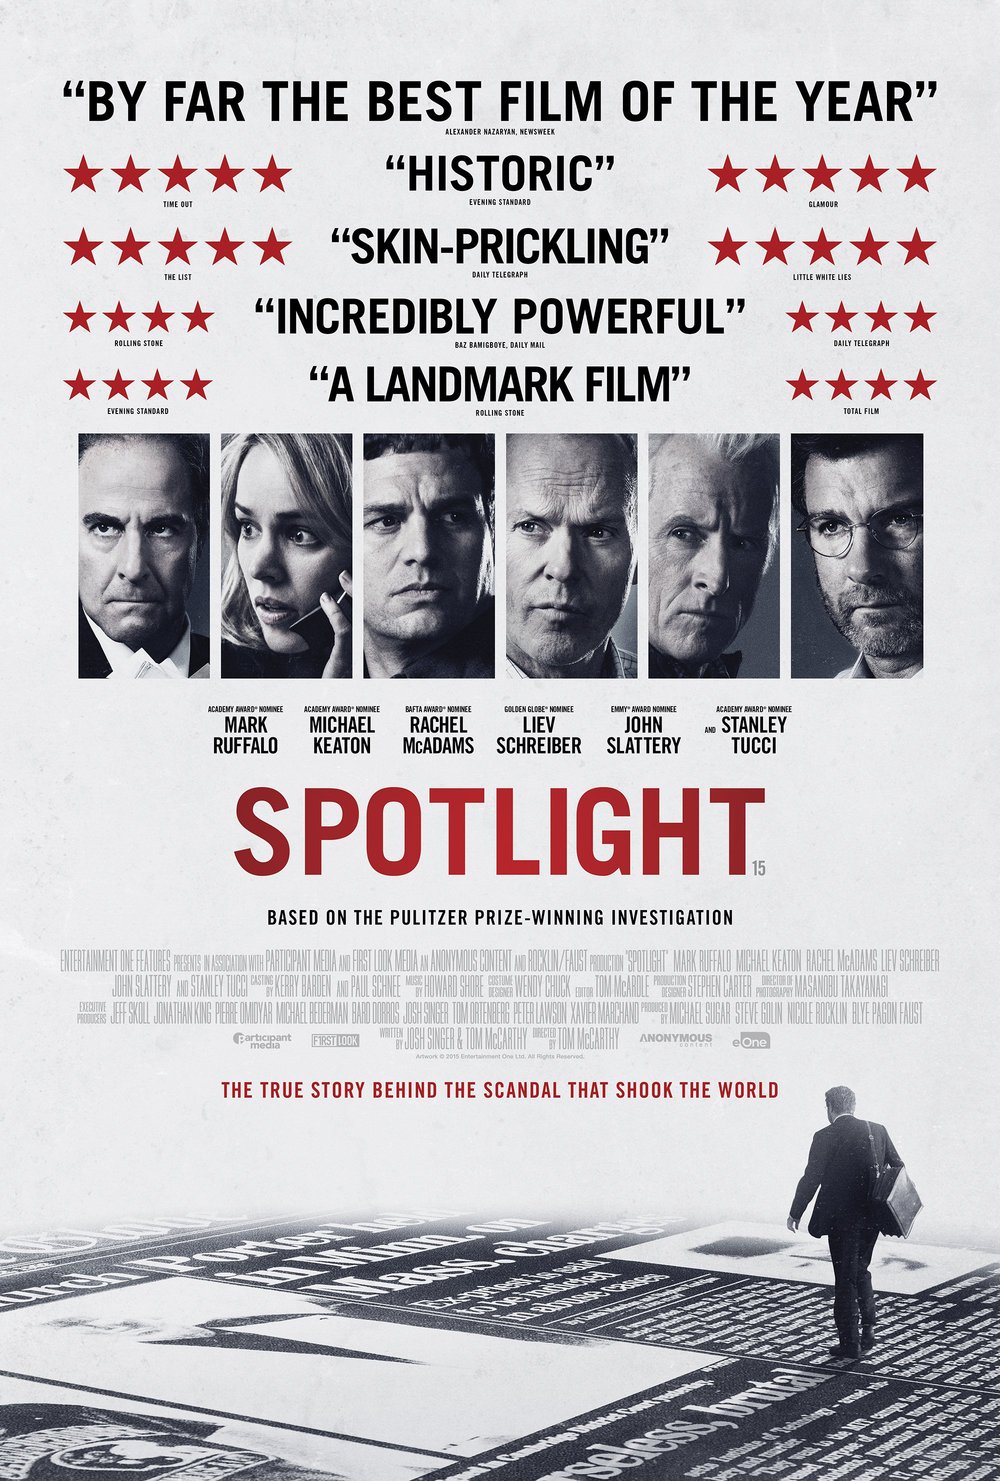 “BY FAR THE BEST FILM OF THE YEAR”
ALEXANDER NAZARYAN, NEWSWEEK
“HISTORIC”
TIME OUT
EVENING STANDARD
GLAMOUR
“SKIN-PRICKLING”
THE LIST
DAILY TELEGRAPH
LITTLE WHITE LIES
“INCREDIBLY POWERFUL”
ROLLING STONE
BAZ BAMIGBOYE, DAILY MAIL
DAILY TELEGRAPH
“A LANDMARK FILM”
EVENING STANDARD
ROLLING STONE
TOTAL FILM
ACADEMY AWARD® NOMINEE
MARK
RUFFALO
ACADEMY AWARD® NOMINEE
MICHAEL
KEATON
BAFTA AWARD® NOMINEE
RACHEL
McADAMS
GOLDEN GLOBE® NOMINEE
LIEV
SCHREIBER
EMMY® AWARD NOMINEE
JOHN
SLATTERY
ACADEMY AWARD® NOMINEE
AND STANLEY
TUCCI
SPOTLIGHT
15
BASED ON THE PULITZER PRIZE-WINNING INVESTIGATION
ENTERTAINMENT ONE FEATURES PRESENTS IN ASSOCIATION WITH PARTICIPANT MEDIA AND FIRST LOOK MEDIA AN ANONYMOUS CONTENT AND ROCKLIN/FAUST PRODUCTION 'SPOTLIGHT' MARK RUFFALO MICHAEL KEATON RACHEL McADAMS LIEV SCHREIBER
JOHN SLATTERY AND STANLEY TUCCI CASTING BY KERRY BARDEN AND PAUL SCHNEE MUSIC BY HOWARD SHORE COSTUME DESIGNER WENDY CHUCK EDITOR TOM McARDLE PRODUCTION DESIGNER STEPHEN CARTER DIRECTOR OF PHOTOGRAPHY MASANOBU TAKAYANAGI
EXECUTIVE PRODUCERS JEFF SKOLL JONATHAN KING PIERRE OMIDYAR MICHAEL BEDERMAN BARD DORROS JOSH SINGER TOM ORTENBERG PETER LAWSON XAVIER MARCHAND PRODUCED BY MICHAEL SUGAR STEVE GOLIN NICOLE ROCKLIN BLYE PAGON FAUST
WRITTEN BY JOSH SINGER & TOM McCARTHY DIRECTED BY TOM McCARTHY
Participant media
FIRST LOOK
ANONYMOUS content
eOne
Artwork © 2015 Entertainment One Ltd. All Rights Reserved.
THE TRUE STORY BEHIND THE SCANDAL THAT SHOOK THE WORLD
Porter held
in Minn. on
Mass. charges
in abuse cases
brutal